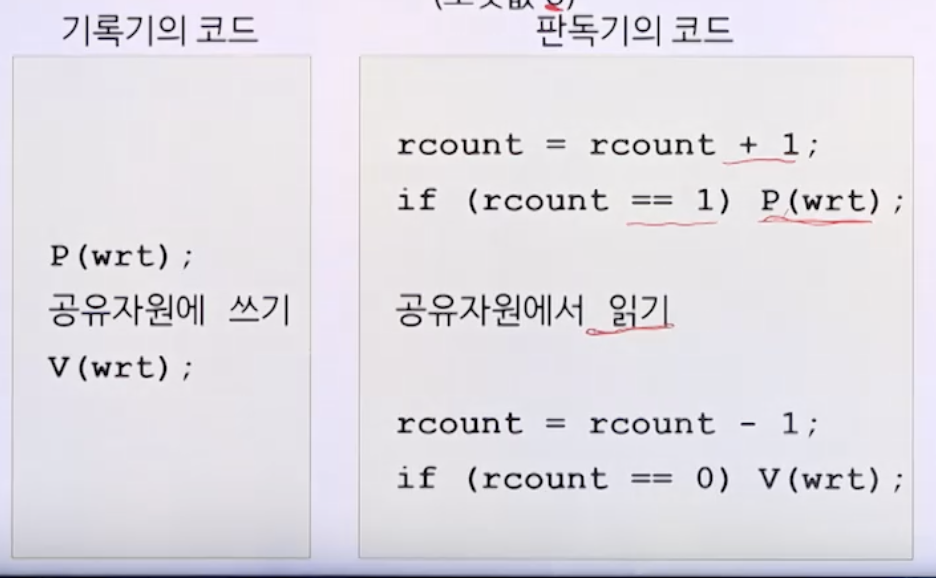 기록기의 코드
P(wrt);
공유자원에 쓰기
V(wrt);
판독기의 코드
rcount = rcount + 1;
if (rcount == 1) P(wrt);
공유자원에서 읽기
rcount = rcount - 1;
if (rcount == 0) V(wrt);